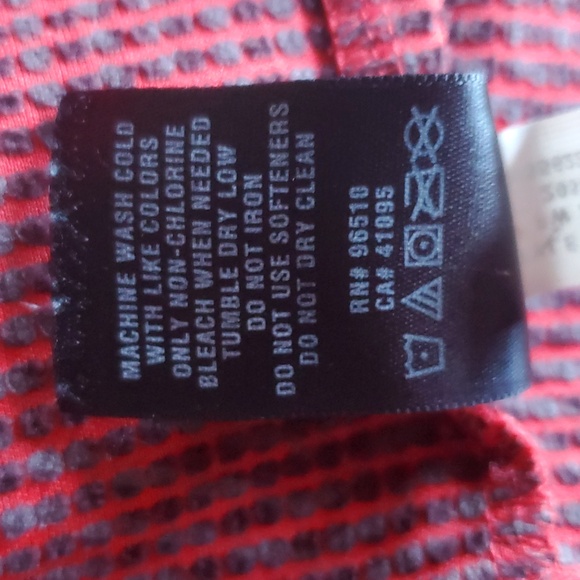 MACHINE WASH COLD
WITH LIKE COLORS
ONLY NON-CHLORINE
BLEACH WHEN NEEDED
TUMBLE DRY LOW
DO NOT IRON
DO NOT USE SOFTENERS
DO NOT DRY CLEAN
RN# 96510
CA# 41095